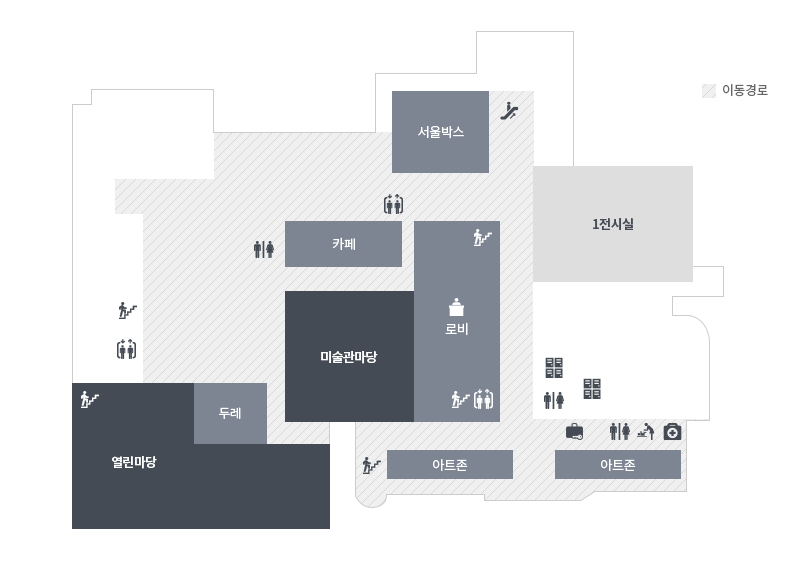 이동경로
서울박스
1전시실
카페
로비
미술관마당
두레
열린마당
아트존
아트존